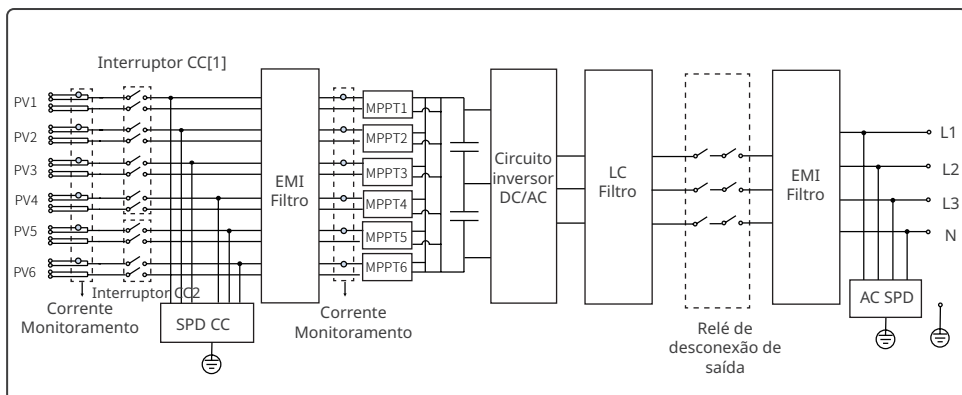 Interruptor CC[1]
PV1
PV2
PV3
PV4
PV5
PV6
Corrente
Monitoramento
Interruptor CC2
SPD CC
EMI
Filtro
Corrente
Monitoramento
MPPT1
MPPT2
MPPT3
MPPT4
MPPT5
MPPT6
Circuito
inversor
DC/AC
LC
Filtro
Relé de
desconexão de
saída
EMI
Filtro
L1
L2
L3
N
AC SPD